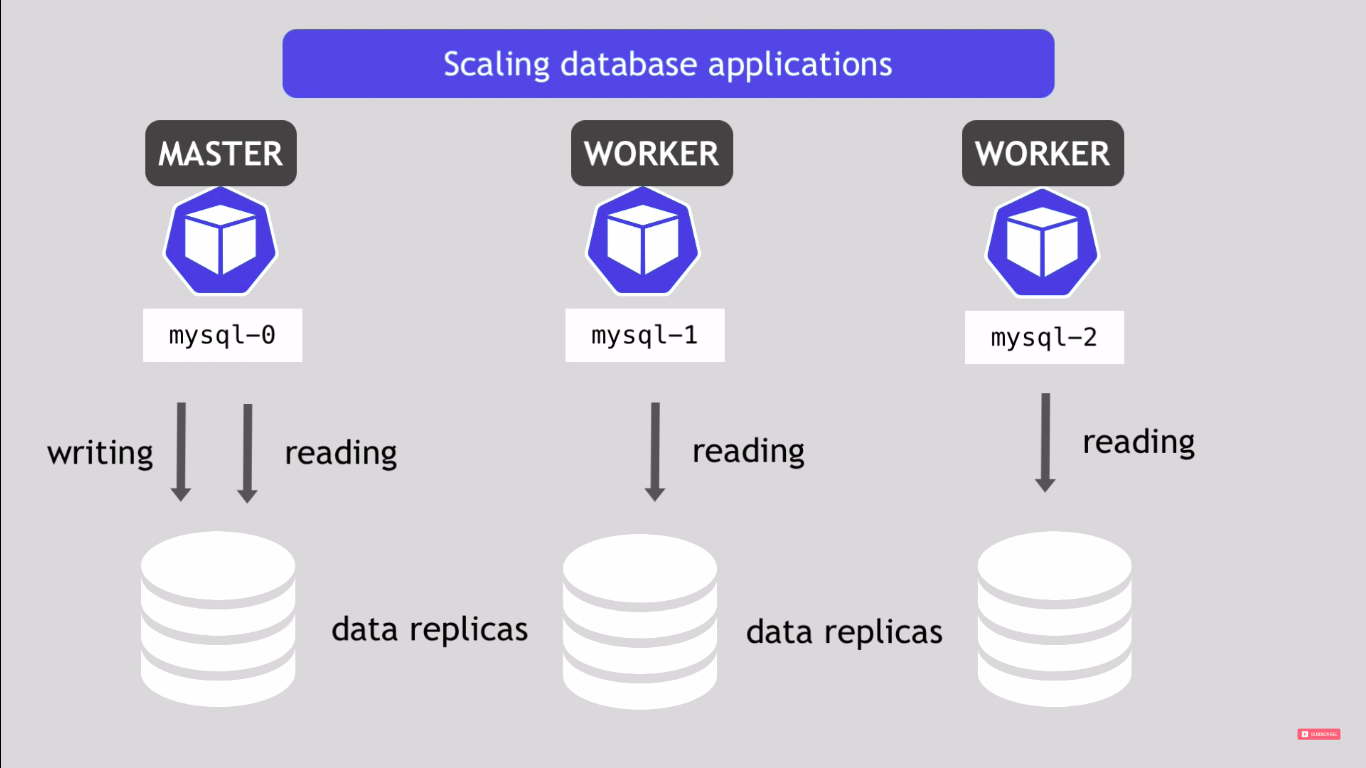 Scaling database applications
MASTER
WORKER
WORKER
mysql-0
mysql-1
mysql-2
writing
reading
reading
reading
data replicas
data replicas
SUBSCRIBE